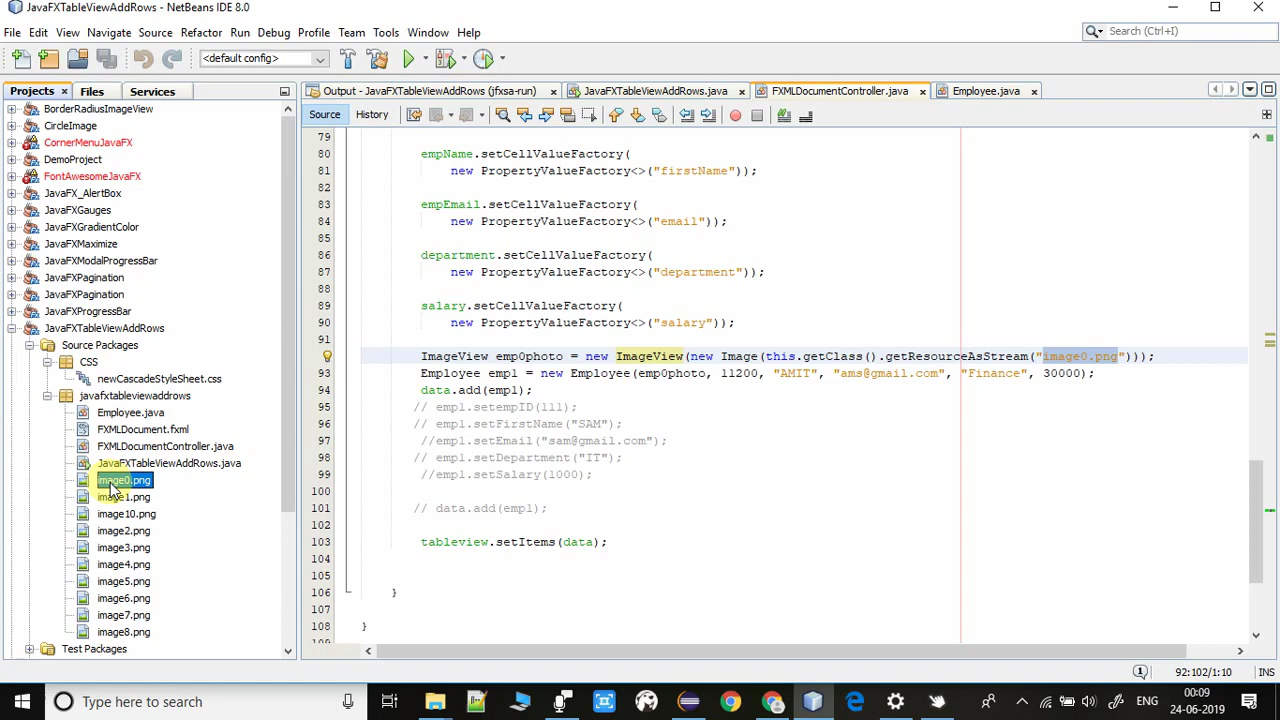 JavaFXTableViewAddRows - NetBeans IDE 8.0
File Edit View Navigate Source Refactor Run Debug Profile Team Tools Window Help
Search (Ctrl+I)
<default config>
Projects Files Services
Output - JavaFXTableViewAddRows (jfxsa-run) JavaFXTableViewAddRows.java FXMLDocumentController.java Employee.java
Source History
BorderRadiusImageView
CircleImage
CornerMenuJavaFX
DemoProject
FontAwesomeJavaFX
JavaFX_AlertBox
JavaFXGauges
JavaFXGradientColor
JavaFXMaximize
JavaFXModalProgressBar
JavaFXPagination
JavaFXPagination
JavaFXProgressBar
JavaFXTableViewAddRows
Source Packages
CSS
newCascadeStyleSheet.css
javafxtableviewaddrows
Employee.java
FXMLDocument.fxml
FXMLDocumentController.java
JavaFXTableViewAddRows.java
image0.png
image1.png
image10.png
image2.png
image3.png
image4.png
image5.png
image6.png
image7.png
image8.png
Test Packages
79
80 empName.setCellValueFactory(
81 new PropertyValueFactory<>("firstName"));
82
83 empEmail.setCellValueFactory(
84 new PropertyValueFactory<>("email"));
85
86 department.setCellValueFactory(
87 new PropertyValueFactory<>("department"));
88
89 salary.setCellValueFactory(
90 new PropertyValueFactory<>("salary"));
91
ImageView emp0photo = new ImageView(new Image(this.getClass().getResourceAsStream("image0.png")));
93 Employee emp1 = new Employee(emp0photo, 11200, "AMIT", "ams@gmail.com", "Finance", 30000);
94 data.add(emp1);
95 // emp1.setempID(111);
96 // emp1.setFirstName("SAM");
97 //emp1.setEmail("sam@gmail.com");
98 // emp1.setDepartment("IT");
99 //emp1.setSalary(1000);
100
101 // data.add(emp1);
102
103 tableview.setItems(data);
104
105
106 }
107
108 }
109
1
92:102/1:10 INS
Type here to search
ENG
00:09
24-06-2019